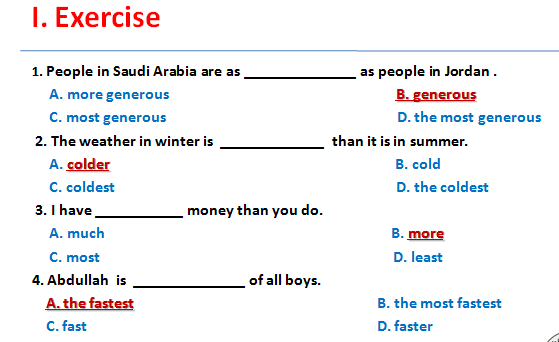 I. Exercise
1. People in Saudi Arabia are as ______________ as people in Jordan .
A. more generous B. generous
C. most generous D. the most generous
2. The weather in winter is _____________ than it is in summer.
A. colder B. cold
C. coldest D. the coldest
3. I have ___________ money than you do.
A. much B. more
C. most D. least
4. Abdullah is ______________ of all boys.
A. the fastest B. the most fastest
C. fast D. faster